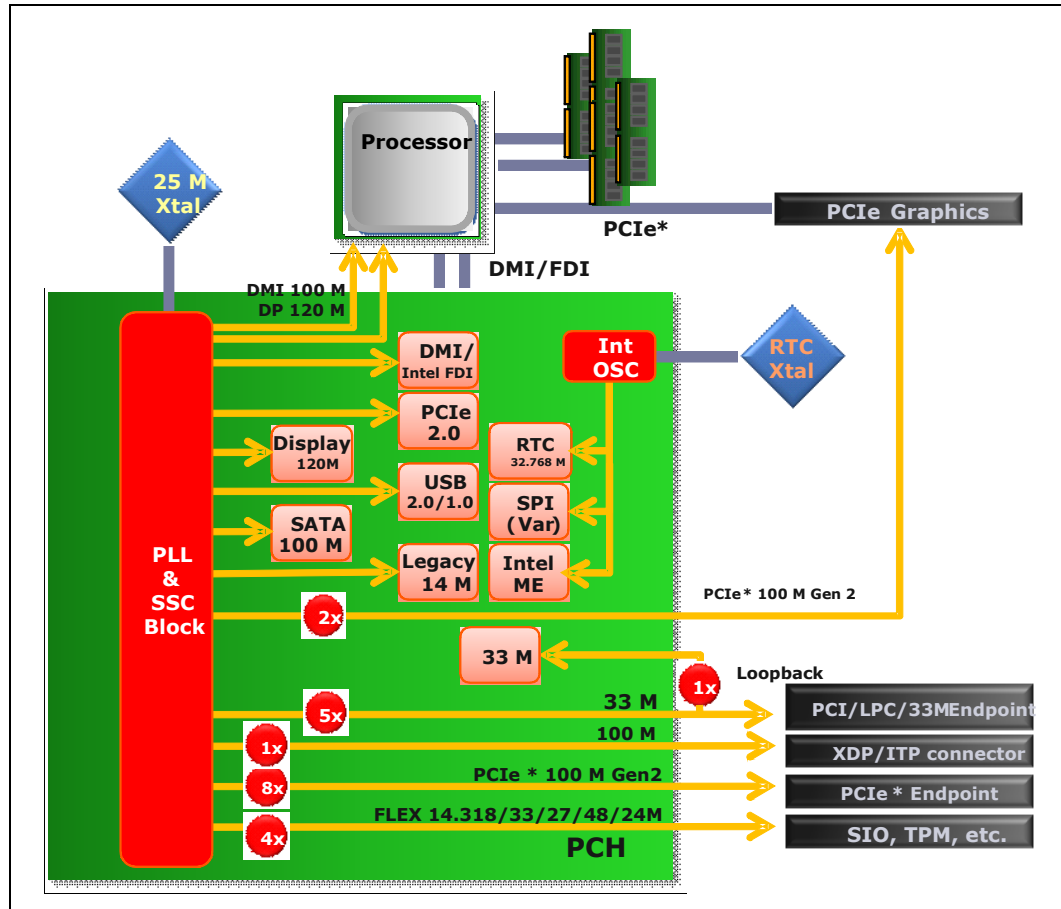 Processor
25 M
Xtal
PCIe Graphics
PCIe*
DMI/FDI
DMI 100 M
DP 120 M
DMI/
Intel FDI
Int
OSC
RTC
Xtal
PCIe
2.0
Display
120M
RTC
32.768 M
USB
2.0/1.0
SPI
(Var)
SATA
100 M
Legacy
14 M
Intel
ME
PLL
&
SSC
Block
2x
PCIe* 100 M Gen 2
33 M
Loopback
1x
5x
33 M
PCI/LPC/33MEndpoint
1x
100 M
XDP/ITP connector
8x
PCIe * 100 M Gen2
PCIe* Endpoint
4x
FLEX 14.318/33/27/48/24M
SIO, TPM, etc.
PCH